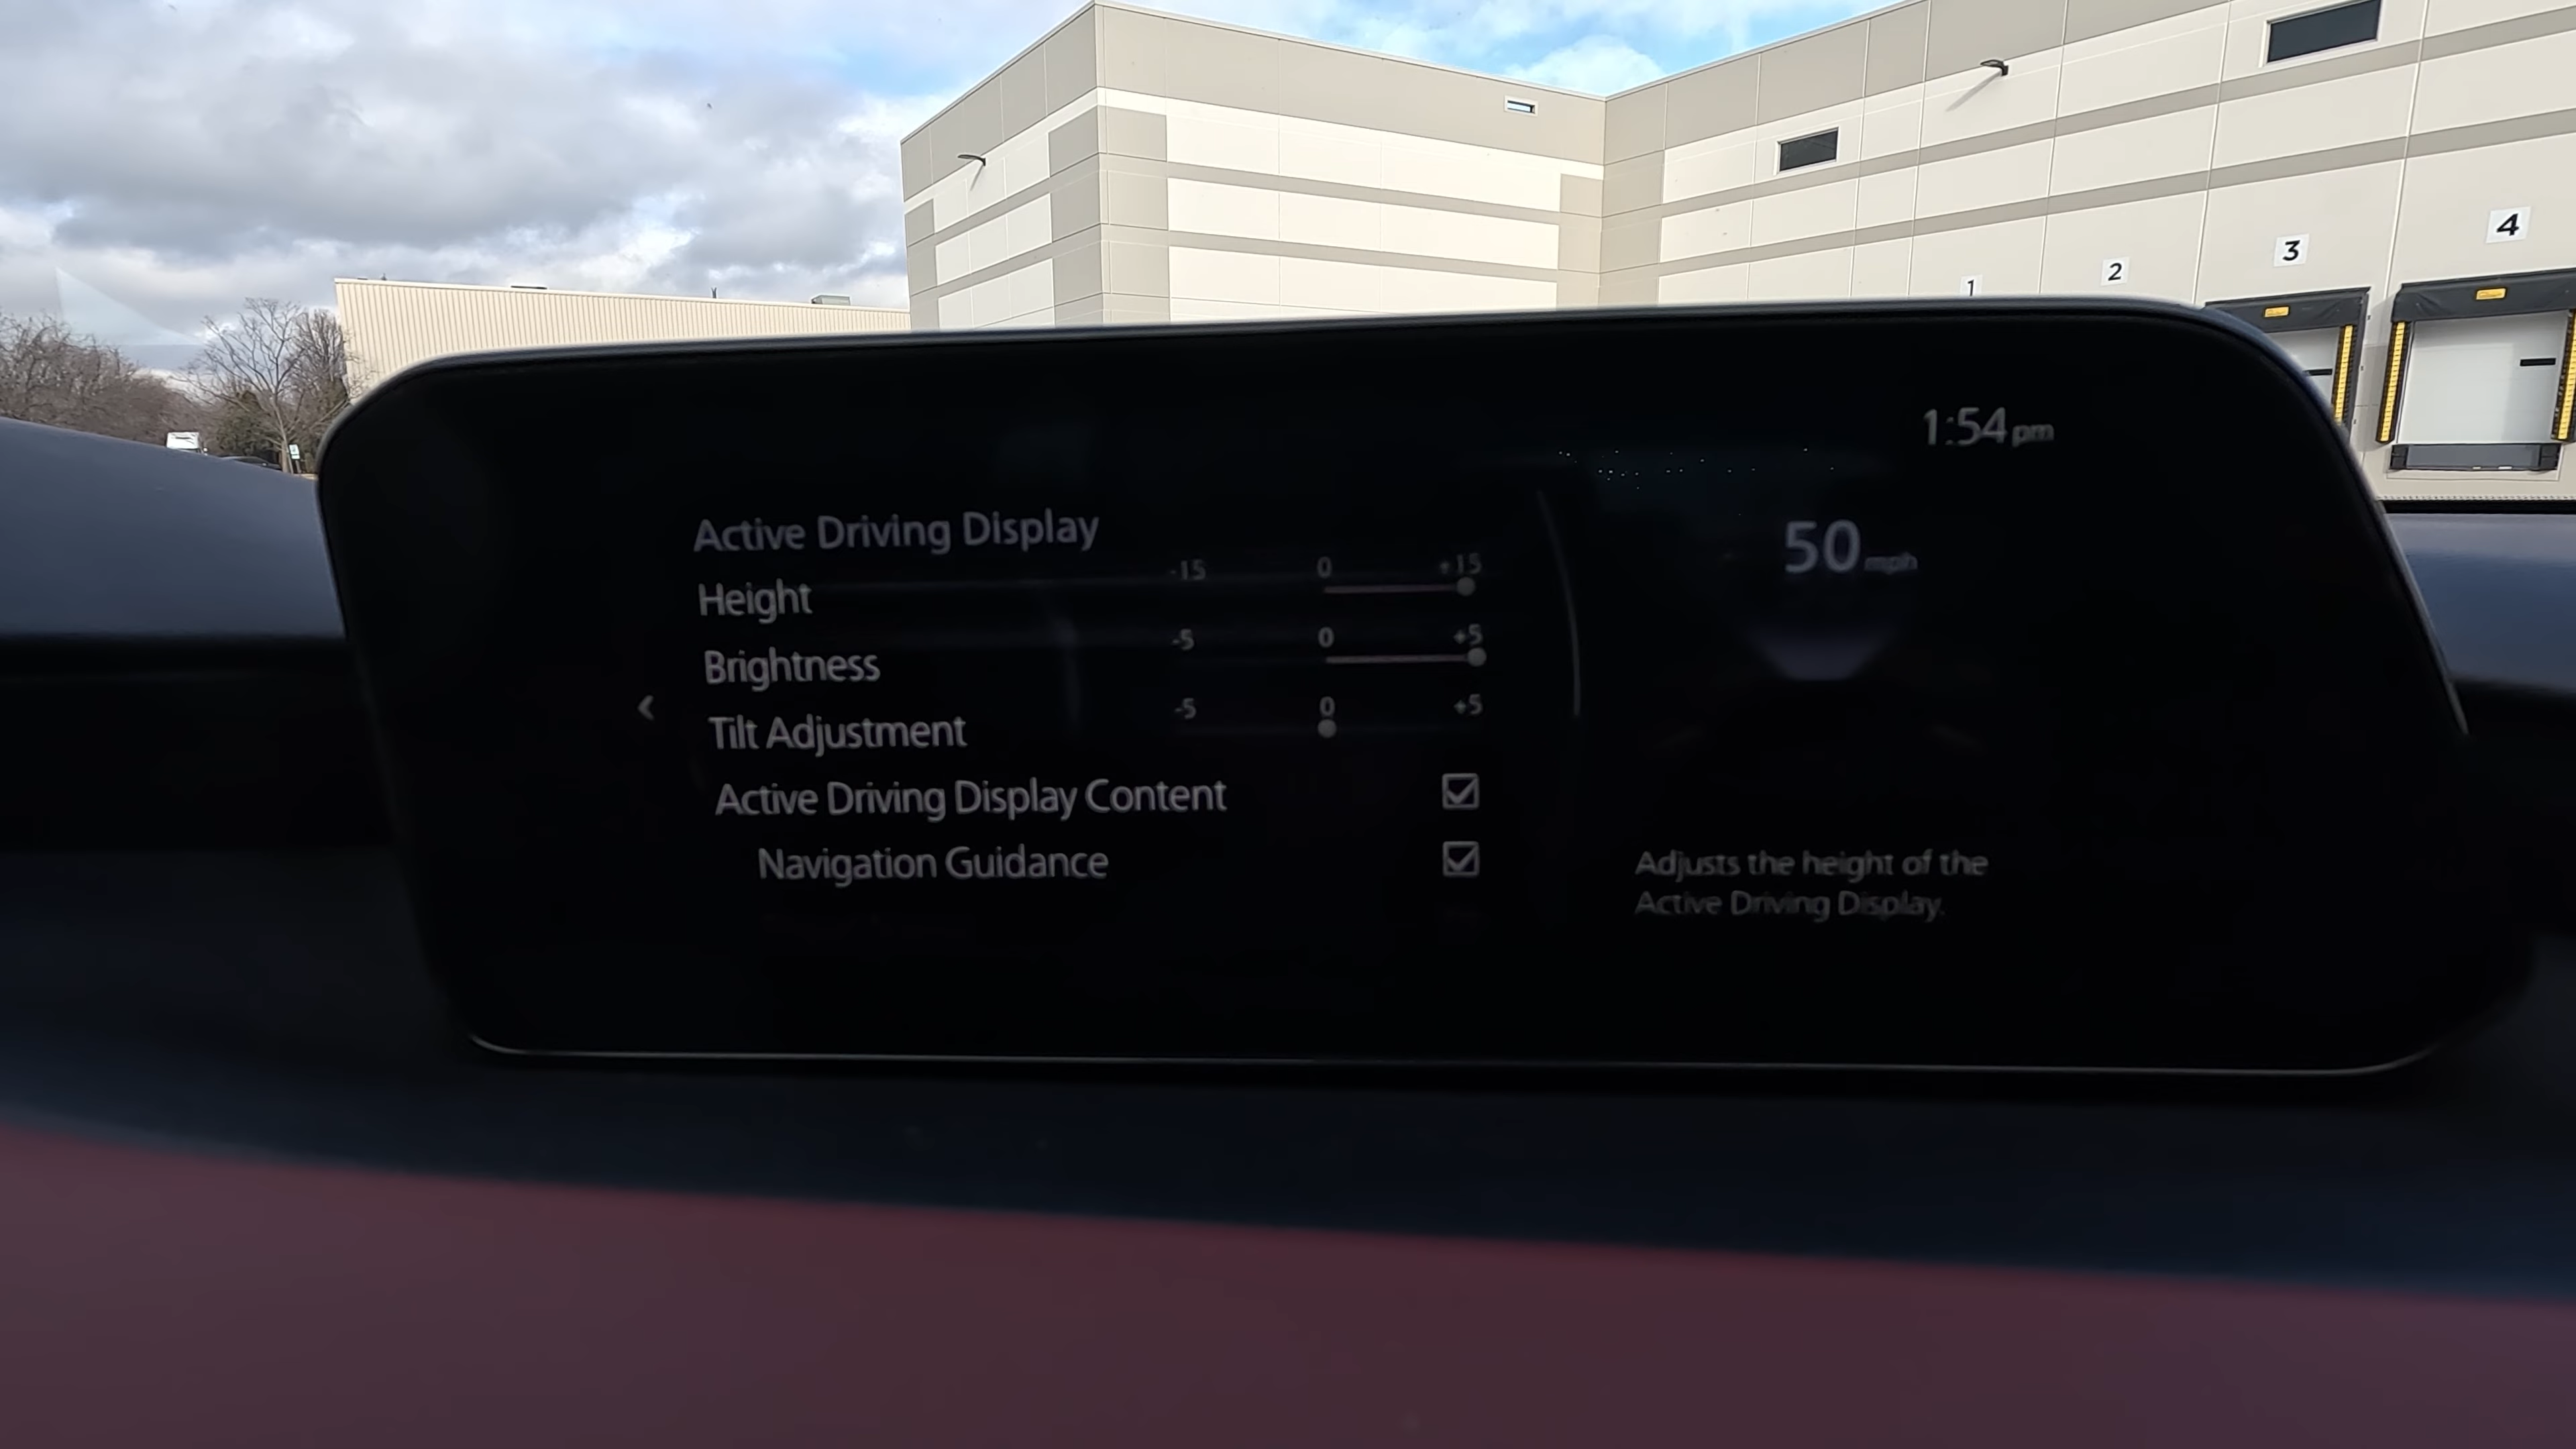 1
2
3
4
1:54 pm
Active Driving Display
50 mph
Height
-15 0 +15
Brightness
-5 0 +5
Tilt Adjustment
-5 0 +5
<
Active Driving Display Content
Navigation Guidance
Adjusts the height of the
Active Driving Display.